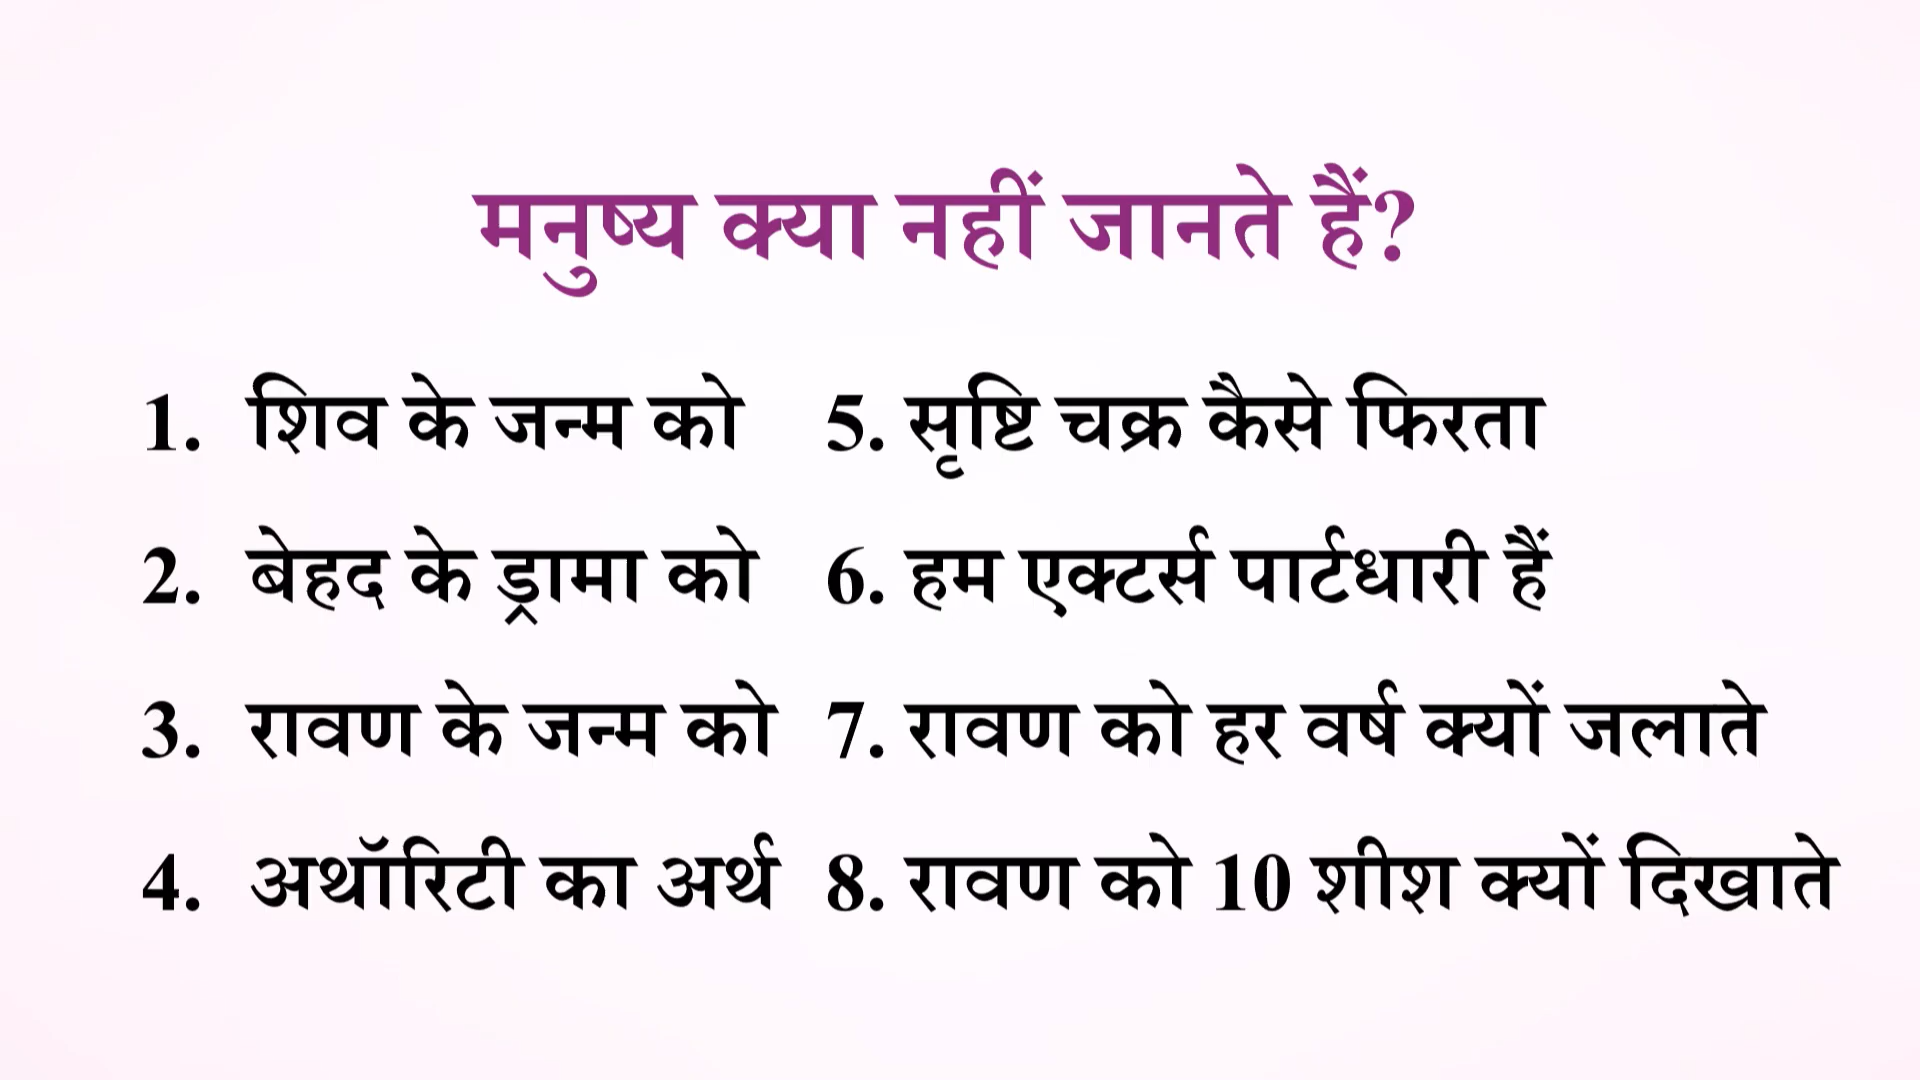 मनुष्य क्या नहीं जानते हैं?
1. शिव के जन्म को
2. बेहद के ड्रामा को
3. रावण के जन्म को
4. अथॉरिटी का अर्थ
5. सृष्टि चक्र कैसे फिरता
6. हम एक्टर्स पार्टधारी हैं
7. रावण को हर वर्ष क्यों जलाते
8. रावण को 10 शीश क्यों दिखाते